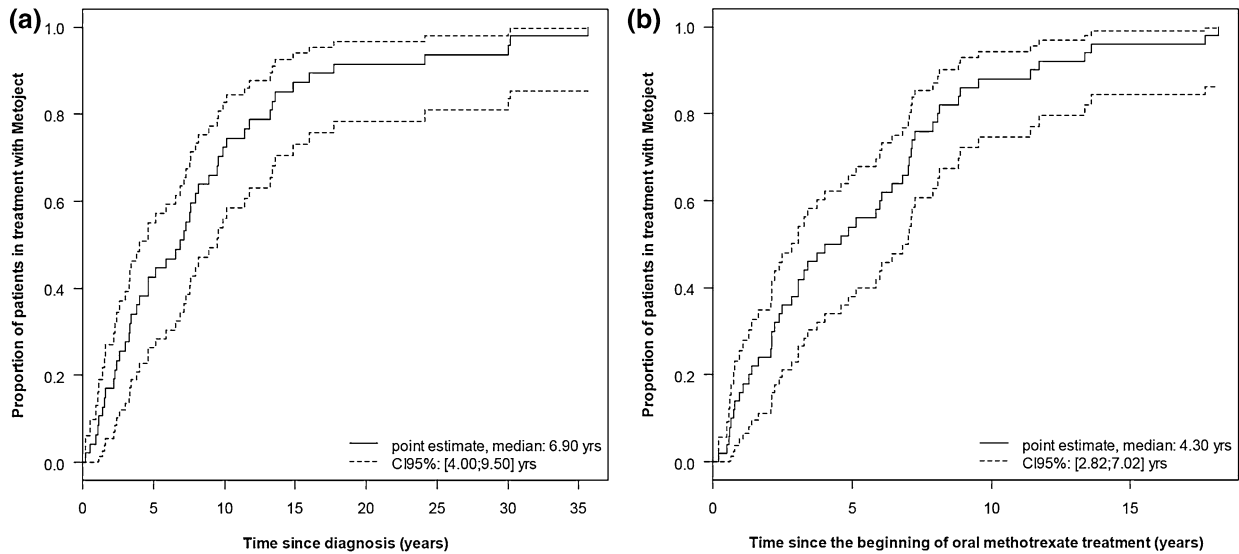 (a)
Proportion of patients in treatment with Metoject
1.0
0.8
0.6
0.4
0.2
0.0
point estimate, median: 6.90 yrs
CI95%: [4.00;9.50] yrs
0 5 10 15 20 25 30 35
Time since diagnosis (years)
(b)
Proportion of patients in treatment with Metoject
1.0
0.8
0.6
0.4
0.2
0.0
point estimate, median: 4.30 yrs
CI95%: [2.82;7.02] yrs
0 5 10 15
Time since the beginning of oral methotrexate treatment (years)